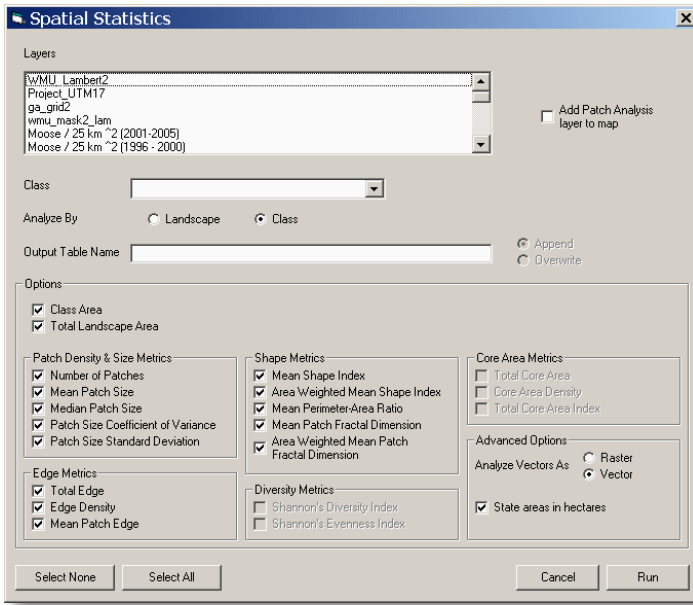 Spatial Statistics
Layers
WMU_Lambert2
Project_UTM17
ga_grid2
wmu_mask2_lam
Moose / 25 km ^2 (2001-2005)
Moose / 25 km ^2 (1996 - 2000)
Add Patch Analysis
layer to map
Class
Analyze By
Landscape
Class
Output Table Name
Append
Overwrite
Options
Class Area
Total Landscape Area
Patch Density & Size Metrics
Number of Patches
Mean Patch Size
Median Patch Size
Patch Size Coefficient of Variance
Patch Size Standard Deviation
Edge Metrics
Total Edge
Edge Density
Mean Patch Edge
Shape Metrics
Mean Shape Index
Area Weighted Mean Shape Index
Mean Perimeter-Area Ratio
Mean Patch Fractal Dimension
Area Weighted Mean Patch
Fractal Dimension
Diversity Metrics
Shannon's Diversity Index
Shannon's Evenness Index
Core Area Metrics
Total Core Area
Core Area Density
Total Core Area Index
Advanced Options
Analyze Vectors As
Raster
Vector
State areas in hectares
Select None
Select All
Cancel
Run